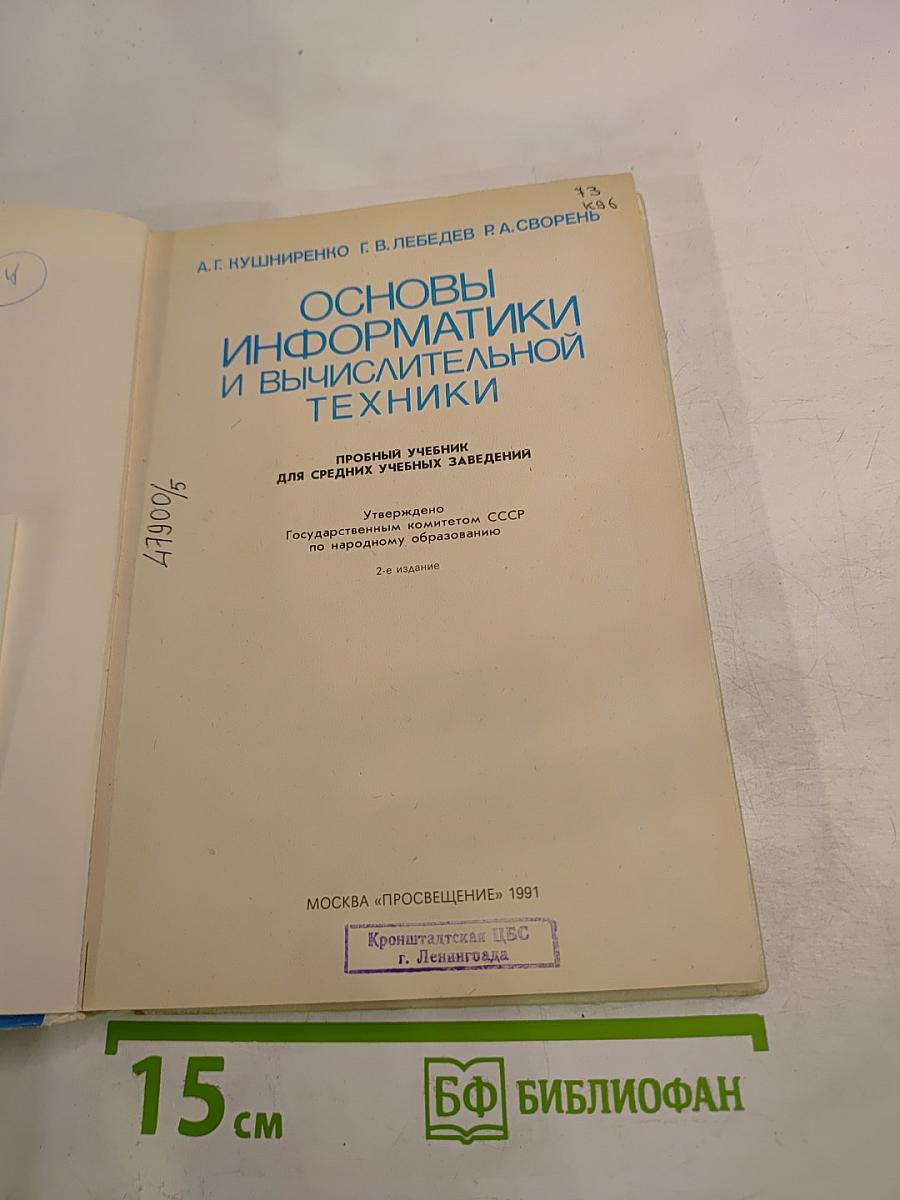 73
К96
А. Г. КУШНИРЕНКО Г. В. ЛЕБЕДЕВ Р. А. СВОРЕНЬ
ОСНОВЫ
ИНФОРМАТИКИ
И ВЫЧИСЛИТЕЛЬНОЙ
ТЕХНИКИ
ПРОБНЫЙ УЧЕБНИК
ДЛЯ СРЕДНИХ УЧЕБНЫХ ЗАВЕДЕНИЙ
Утверждено
Государственным комитетом СССР
по народному образованию
2-е издание
47900/5
МОСКВА «ПРОСВЕЩЕНИЕ» 1991
Кронштадтская ЦБС
г. Ленинграда
15 см
БФ БИБЛИОФАН